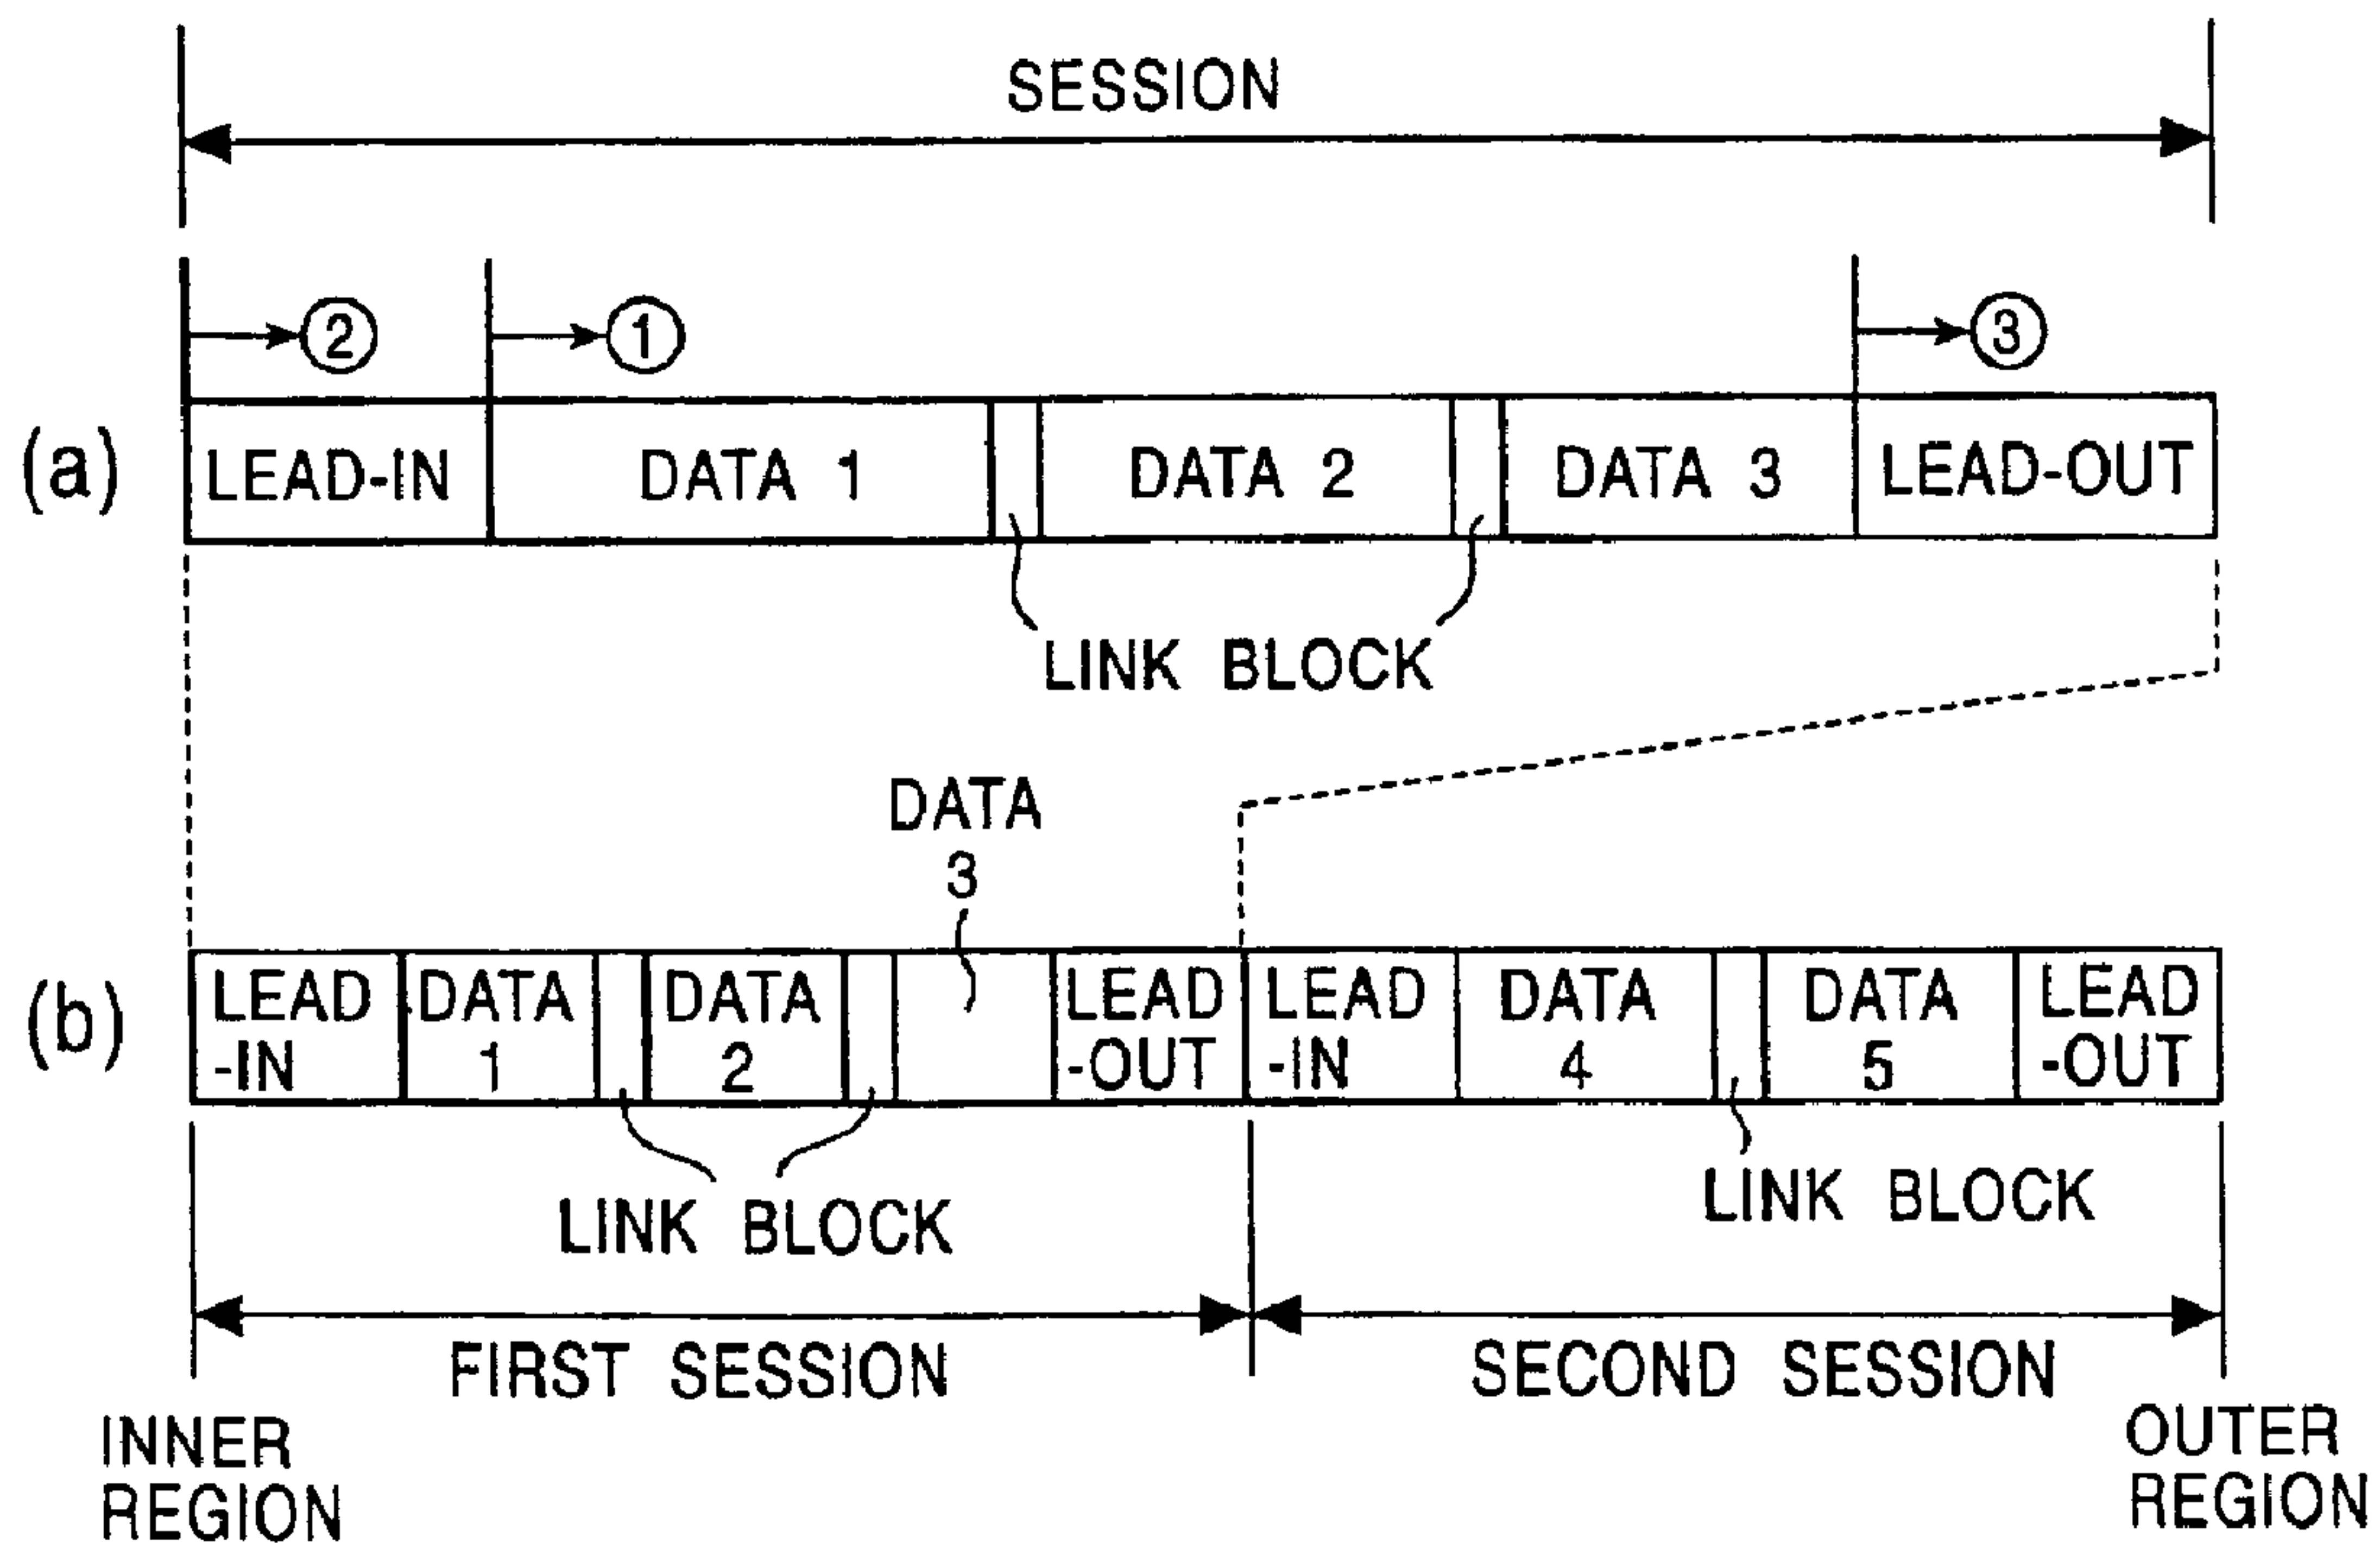 SESSION
② ① ③
(a) LEAD-IN DATA 1 DATA 2 DATA 3 LEAD-OUT
LINK BLOCK
DATA
3
(b) LEAD DATA DATA LEAD LEAD DATA DATA LEAD
-IN 1 2 -OUT -IN 4 5 -OUT
LINK BLOCK LINK BLOCK
FIRST SESSION SECOND SESSION
INNER OUTER
REGION REGION